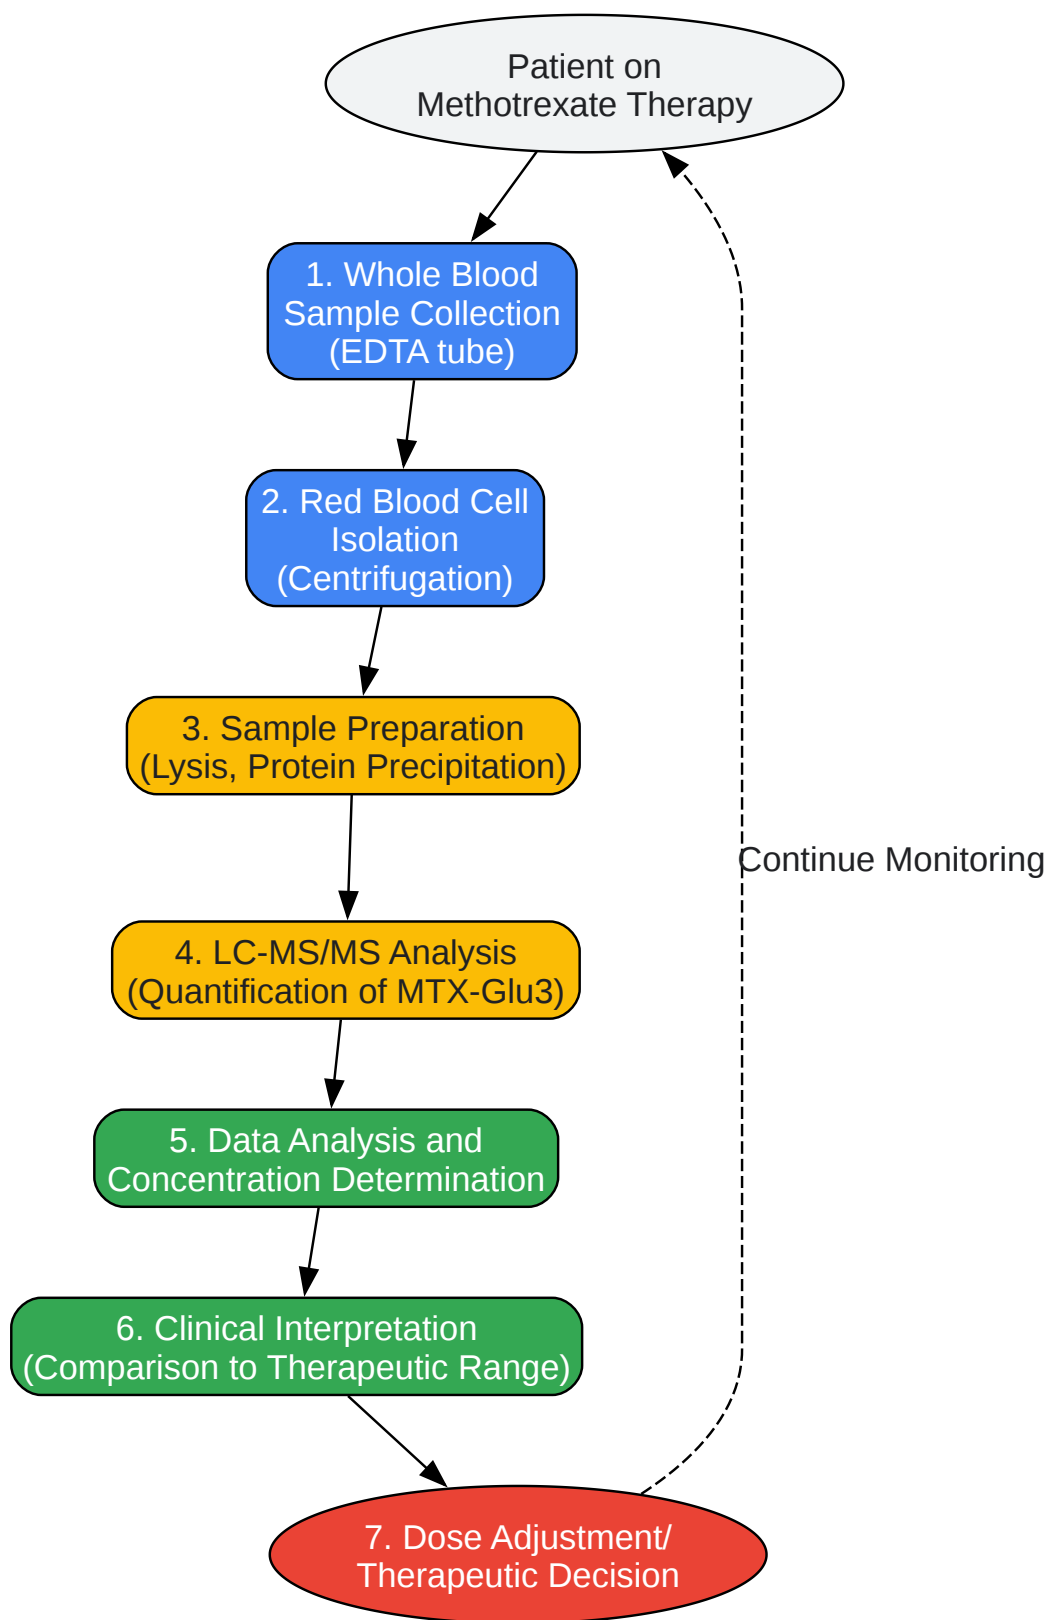 Patient on
Methotrexate Therapy
1. Whole Blood
Sample Collection
(EDTA tube)
2. Red Blood Cell
Isolation
(Centrifugation)
3. Sample Preparation
(Lysis, Protein Precipitation)
Continue Monitoring
4. LC-MS/MS Analysis
(Quantification of MTX-Glu3)
5. Data Analysis and
Concentration Determination
6. Clinical Interpretation
(Comparison to Therapeutic Range)
7. Dose Adjustment/
Therapeutic Decision